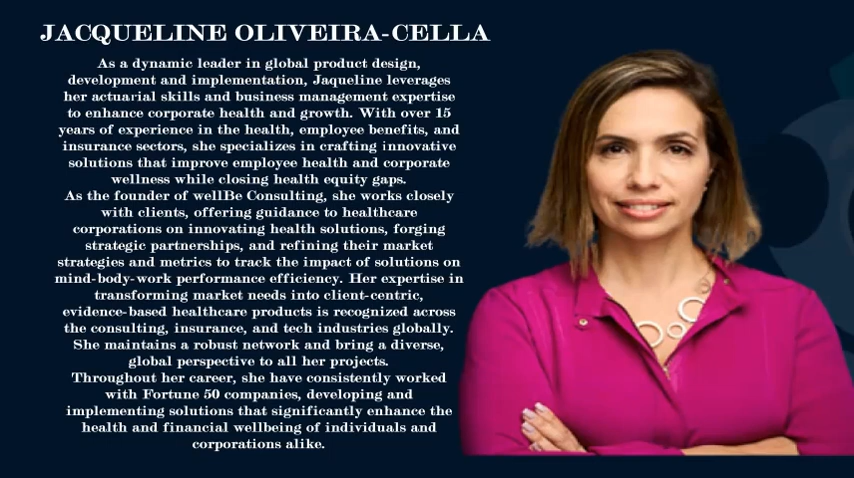 JACQUELINE OLIVEIRA-CELLA
As a dynamic leader in global product design,
development and implementation, Jaqueline leverages
her actuarial skills and business management expertise
to enhance corporate health and growth. With over 15
years of experience in the health, employee benefits, and
insurance sectors, she specializes in crafting innovative
solutions that improve employee health and corporate
wellness while closing health equity gaps.
As the founder of wellBe Consulting, she works closely
with clients, offering guidance to healthcare
corporations on innovating health solutions, forging
strategic partnerships, and refining their market
strategies and metrics to track the impact of solutions on
mind-body-work performance efficiency. Her expertise in
transforming market needs into client-centric,
evidence-based healthcare products is recognized across
the consulting, insurance, and tech industries globally.
She maintains a robust network and bring a diverse,
global perspective to all her projects.
Throughout her career, she have consistently worked
with Fortune 50 companies, developing and
implementing solutions that significantly enhance the
health and financial wellbeing of individuals and
corporations alike.